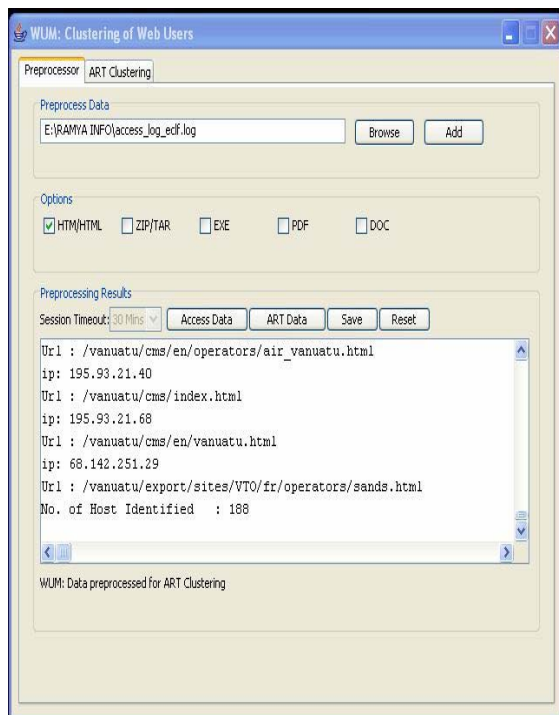 WUM: Clustering of Web Users
Preprocessor ART Clustering
Preprocess Data
E:\RAMYA INFO\access_log_eclf.log Browse Add
Options
HTM/HTML ZIP/TAR EXE PDF DOC
Preprocessing Results
Session Timeout: 30 Mins Access Data ART Data Save Reset
Url : /vanuatu/cms/en/operators/air_vanuatu.html
ip: 195.93.21.40
Url : /vanuatu/cms/index.html
ip: 195.93.21.68
Url : /vanuatu/cms/en/vanuatu.html
ip: 68.142.251.29
Url : /vanuatu/export/sites/VTO/fr/operators/sands.html
No. of Host Identified : 188
WUM: Data preprocessed for ART Clustering